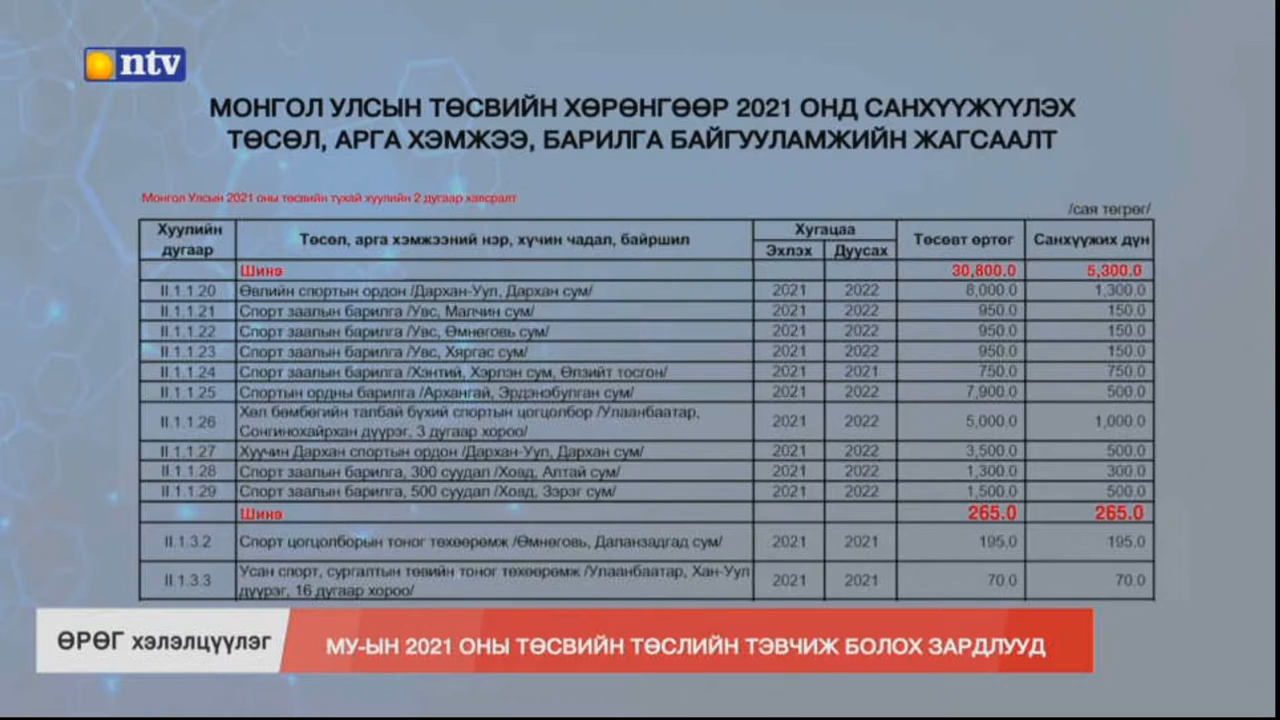 ntv
МОНГОЛ УЛСЫН ТӨСВИЙН ХӨРӨНГӨӨР 2021 ОНД САНХҮҮЖҮҮЛЭХ
ТӨСӨЛ, АРГА ХЭМЖЭЭ, БАРИЛГА БАЙГУУЛАМЖИЙН ЖАГСААЛТ
Монгол Улсын 2021 оны төсвийн тухай хуулийн 2 дугаар хавсралт
/сая төгрөг/
Хуулийн дугаар Төсөл, арга хэмжээний нэр, хүчин чадал, байршил Хугацаа Эхлэх Дуусах Төсөвт өртөг Санхүүжих дүн
Шинэ 30,800.0 5,300.0
II.1.1.20 Өвлийн спортын ордон /Дархан-Уул, Дархан сум/ 2021 2022 8,000.0 1,300.0
II.1.1.21 Спорт заалын барилга /Увс, Малчин сум/ 2021 2022 950.0 150.0
II.1.1.22 Спорт заалын барилга /Увс, Өмнөговь сум/ 2021 2022 950.0 150.0
II.1.1.23 Спорт заалын барилга /Увс, Хяргас сум/ 2021 2022 950.0 150.0
II.1.1.24 Спорт заалын барилга /Хэнтий, Хэрлэн сум, Өлзийт тосгон/ 2021 2021 750.0 750.0
II.1.1.25 Спортын ордны барилга /Архангай, Эрдэнэбулган сум/ 2021 2022 7,900.0 500.0
II.1.1.26 Хөл бөмбөгийн талбай бүхий спортын цогцолбор /Улаанбаатар,
Сонгинохайрхан дүүрэг, 3 дугаар хороо/ 2021 2022 5,000.0 1,000.0
II.1.1.27 Хуучин Дархан спортын ордон /Дархан-Уул, Дархан сум/ 2021 2022 3,500.0 500.0
II.1.1.28 Спорт заалын барилга, 300 суудал /Ховд, Алтай сум/ 2021 2022 1,300.0 300.0
II.1.1.29 Спорт заалын барилга, 500 суудал /Ховд, Зэрэг сум/ 2021 2022 1,500.0 500.0
Шинэ 265.0 265.0
II.1.3.2 Спорт цогцолборын тоног төхөөрөмж /Өмнөговь, Даланзадгад сум/ 2021 2021 195.0 195.0
II.1.3.3 Усан спорт, сургалтын төвийн тоног төхөөрөмж /Улаанбаатар, Хан-Уул
дүүрэг, 16 дугаар хороо/ 2021 2021 70.0 70.0
ӨРӨГ хэлэлцүүлэг
МУ-ЫН 2021 ОНЫ ТӨСВИЙН ТӨСЛИЙН ТЭВЧИЖ БОЛОХ ЗАРДЛУУД